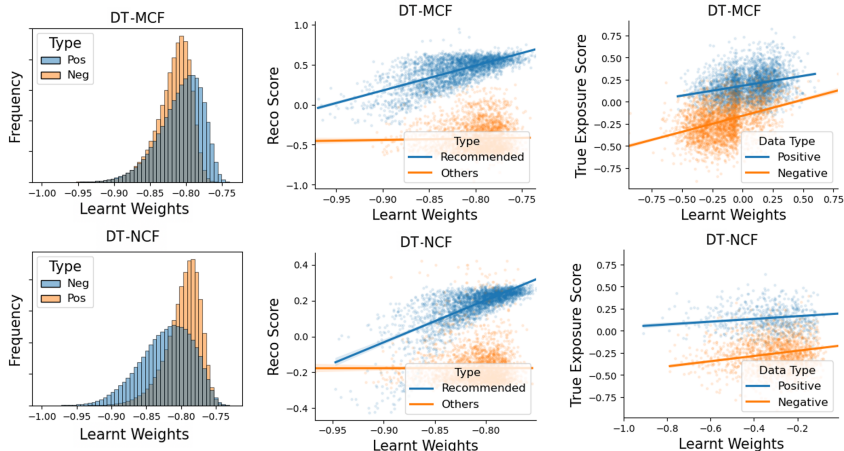 DT-MCF
Frequency
Type
Pos
Neg
−1.00 −0.95 −0.90 −0.85 −0.80 −0.75
Learnt Weights
DT-MCF
Reco Score
1.0
0.5
0.0
−0.5
−1.0
Type
Recommended
Others
−0.95 −0.90 −0.85 −0.80 −0.75
Learnt Weights
DT-MCF
True Exposure Score
0.75
0.50
0.25
0.00
−0.25
−0.50
−0.75
Data Type
Positive
Negative
−0.75 −0.50 −0.25 0.00 0.25 0.50 0.75
Learnt Weights
DT-NCF
Frequency
Type
Neg
Pos
−1.00 −0.95 −0.90 −0.85 −0.80 −0.75
Learnt Weights
DT-NCF
Reco Score
0.4
0.2
0.0
−0.2
−0.4
Type
Recommended
Others
−0.95 −0.90 −0.85 −0.80
Learnt Weights
DT-NCF
True Exposure Score
0.75
0.50
0.25
0.00
−0.25
−0.50
−0.75
Data Type
Positive
Negative
−1.0 −0.8 −0.6 −0.4 −0.2
Learnt Weights